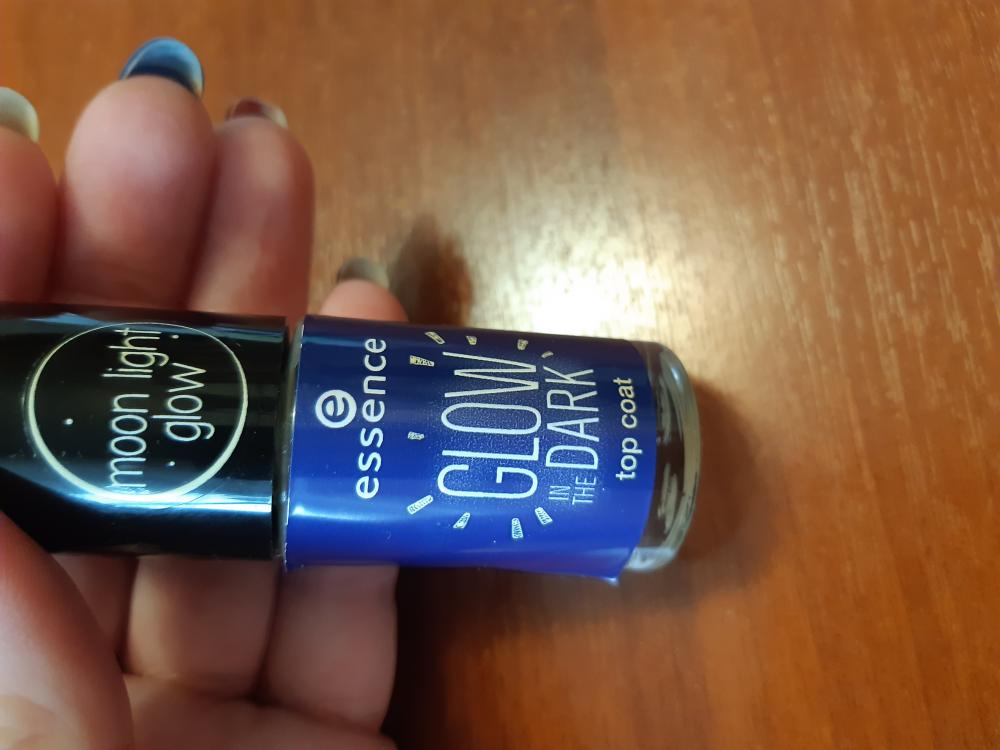 moon light
glow
e
essence
GLOW
IN
THE DARK
top coat